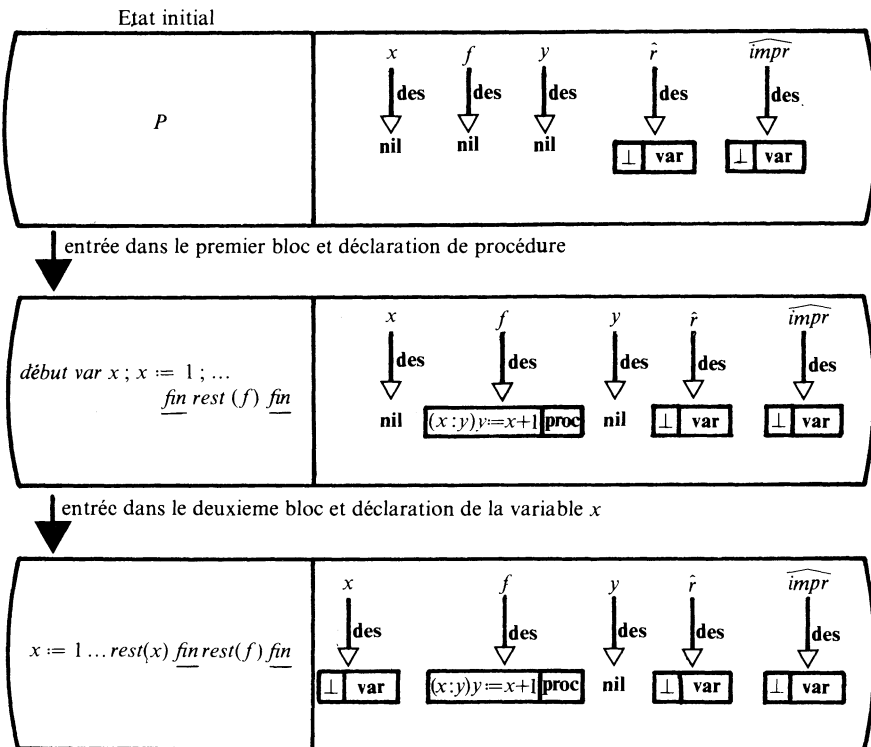 Etat initial
x f y r̂ impr̂
des des des des des
P
nil nil nil ⊥ var ⊥ var
entrée dans le premier bloc et déclaration de procédure
x f y r̂ impr̂
des des des des des
début var x ; x := 1 ; ...
fin rest (f) fin
nil (x:y)y:=x+1 proc nil ⊥ var ⊥ var
entrée dans le deuxieme bloc et déclaration de la variable x
x f y r̂ impr̂
des des des des des
x := 1 ... rest(x) fin rest(f) fin
⊥ var (x:y)y:=x+1 proc nil ⊥ var ⊥ var